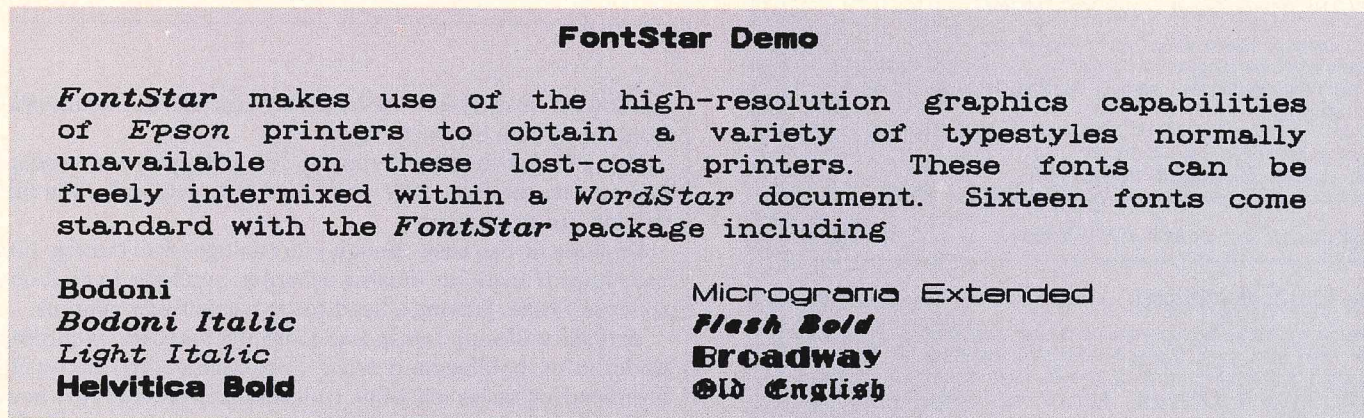 FontStar Demo
FontStar makes use of the high-resolution graphics capabilities
of Epson printers to obtain a variety of typestyles normally
unavailable on these lost-cost printers. These fonts can be
freely intermixed within a WordStar document. Sixteen fonts come
standard with the FontStar package including
Bodoni
Bodoni Italic
Light Italic
Helvitica Bold
Micrograma Extended
Flash Bold
Broadway
Old English